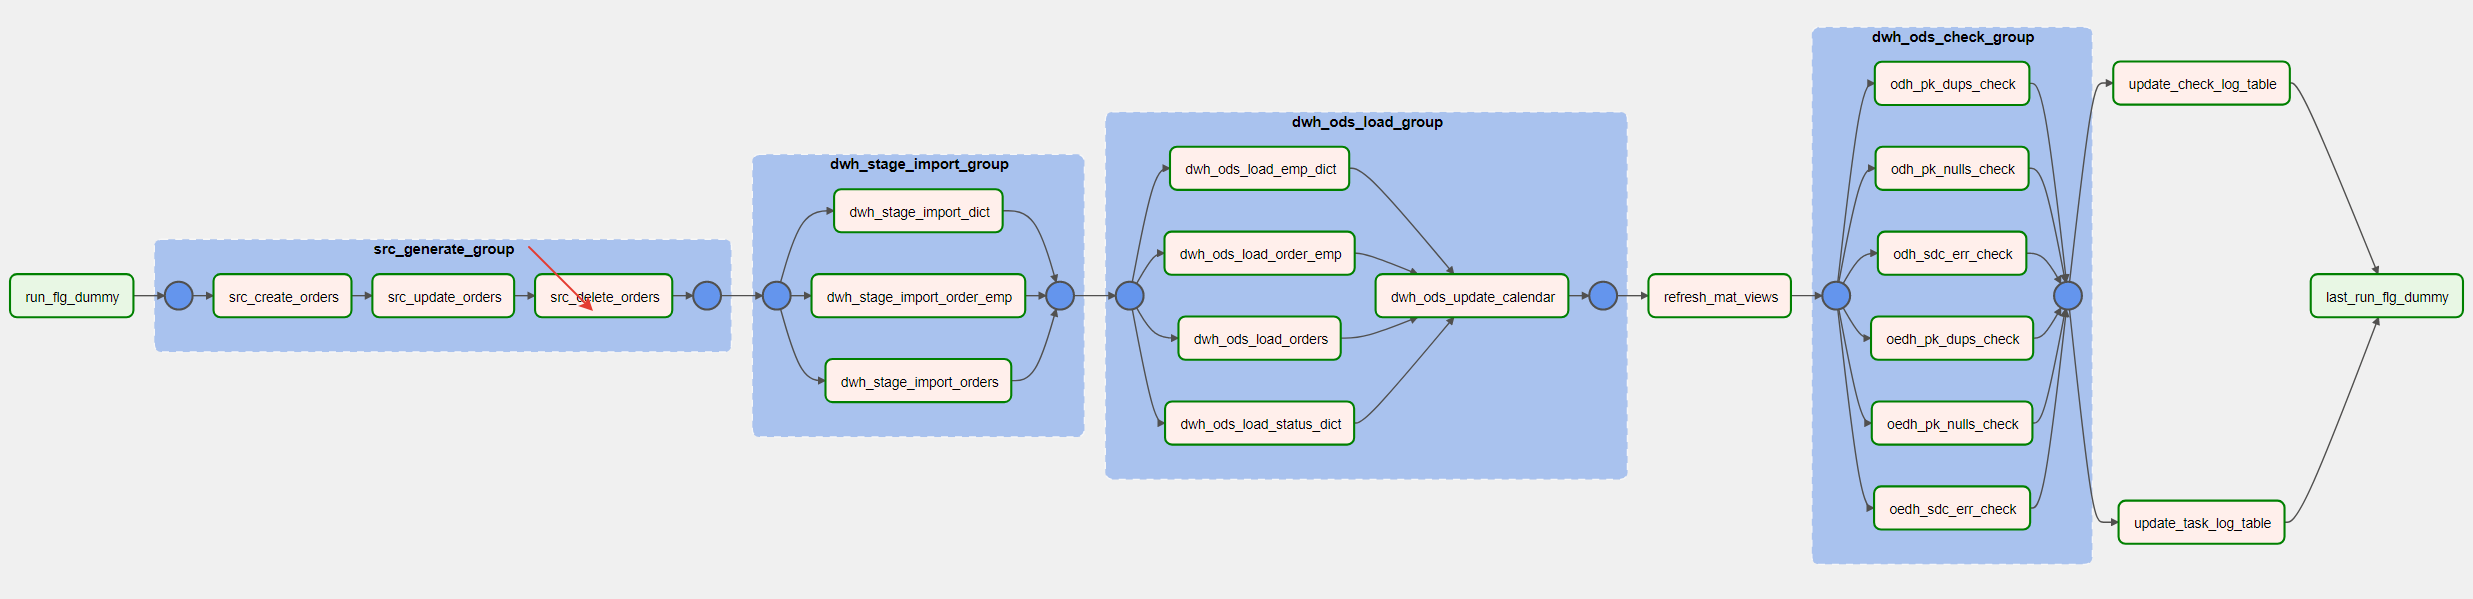 run_flg_dummy
src_generate_group
src_create_orders
src_update_orders
src_delete_orders
dwh_stage_import_group
dwh_stage_import_dict
dwh_stage_import_order_emp
dwh_stage_import_orders
dwh_ods_load_group
dwh_ods_load_emp_dict
dwh_ods_load_order_emp
dwh_ods_load_orders
dwh_ods_load_status_dict
dwh_ods_update_calendar
refresh_mat_views
dwh_ods_check_group
odh_pk_dups_check
odh_pk_nulls_check
odh_sdc_err_check
oedh_pk_dups_check
oedh_pk_nulls_check
oedh_sdc_err_check
update_check_log_table
update_task_log_table
last_run_flg_dummy